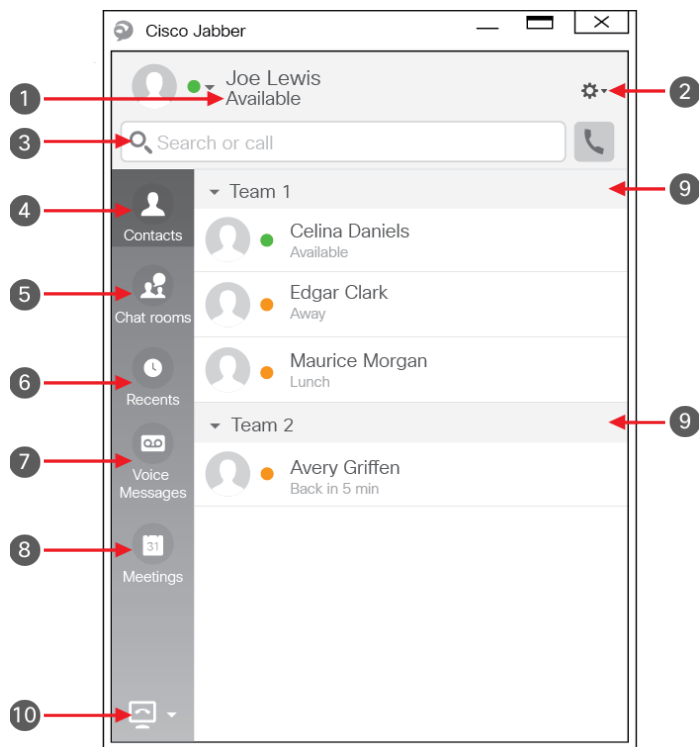 Cisco Jabber
Joe Lewis
1 Available 2
3 Search or call
Team 1 9
4 Contacts
Celina Daniels
Available
5 Chat rooms
Edgar Clark
Away
6 Recents
Maurice Morgan
Lunch
Team 2 9
7 Voice
Messages
Avery Griffen
Back in 5 min
8 31
Meetings
10